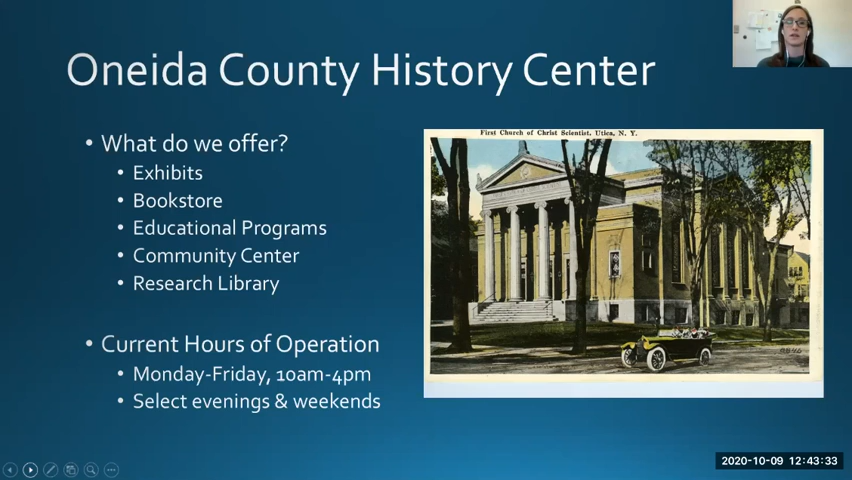 Oneida County History Center
• What do we offer?
• Exhibits
• Bookstore
• Educational Programs
• Community Center
• Research Library
• Current Hours of Operation
• Monday-Friday, 10am-4pm
• Select evenings & weekends
First Church of Christ Scientist, Utica, N. Y.
2020-10-09 12:43:33